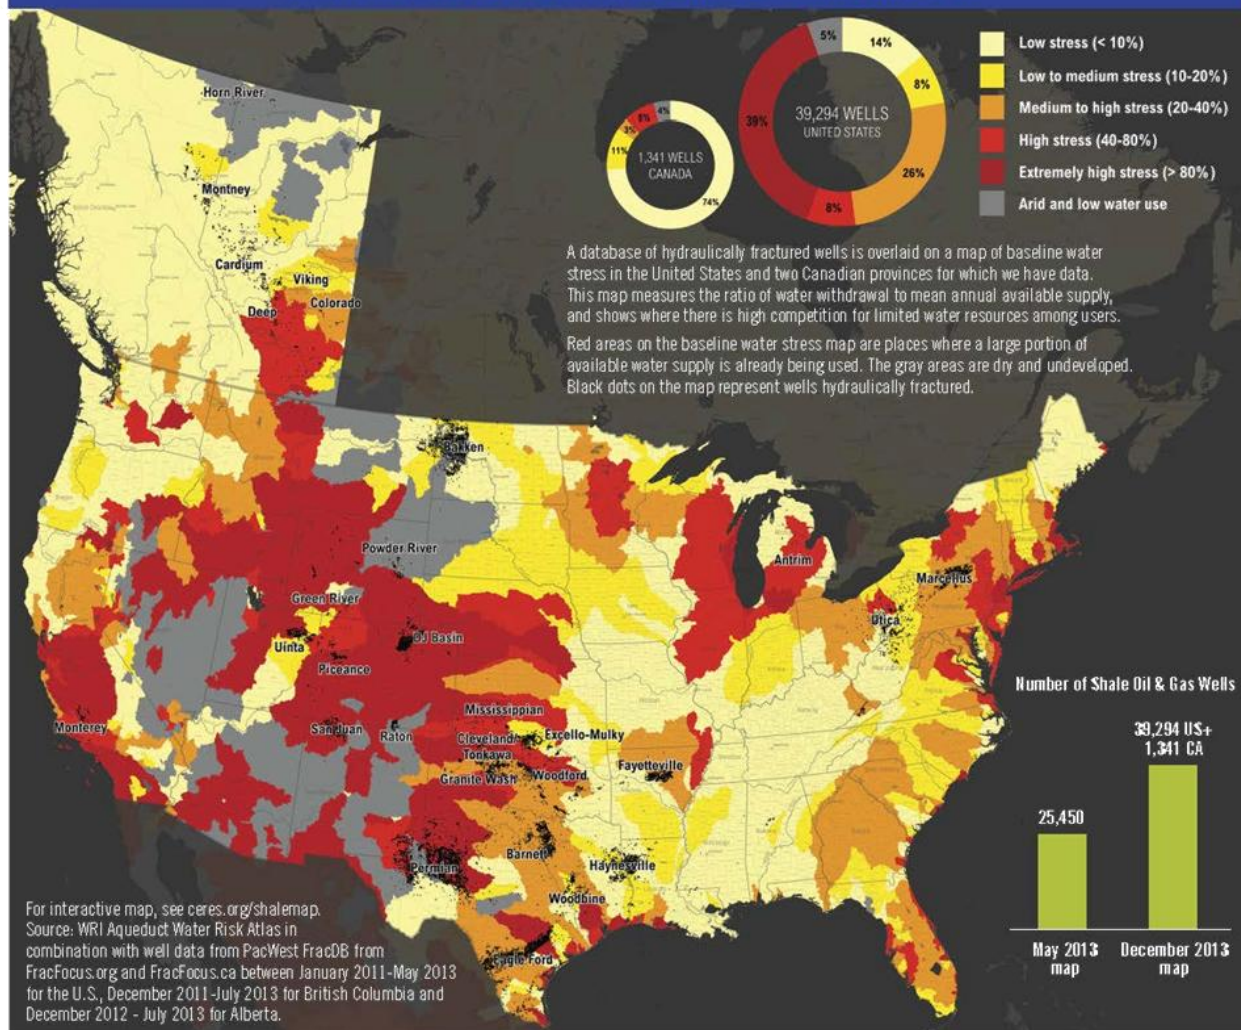 5%
14%
8%
26%
8%
39%
39,294 WELLS
UNITED STATES
4%
8%
3%
11%
74%
1,341 WELLS
CANADA
Low stress (< 10%)
Low to medium stress (10-20%)
Medium to high stress (20-40%)
High stress (40-80%)
Extremely high stress (> 80%)
Arid and low water use
A database of hydraulically fractured wells is overlaid on a map of baseline water
stress in the United States and two Canadian provinces for which we have data.
This map measures the ratio of water withdrawal to mean annual available supply,
and shows where there is high competition for limited water resources among users.
Red areas on the baseline water stress map are places where a large portion of
available water supply is already being used. The gray areas are dry and undeveloped.
Black dots on the map represent wells hydraulically fractured.
Horn River
Montney
Cardium
Viking
Deep
Colorado
Bakken
Powder River
Green River
Uinta
DJ Basin
Piceance
Antrim
Marcellus
Utica
Monterey
San Juan
Raton
Mississippian
Cleveland/
Tonkawa
Excello-Mulky
Granite Wash
Woodford
Fayetteville
Permian
Barnett
Haynesville
Woodbine
Eagle Ford
Number of Shale Oil & Gas Wells
39,294 US+
1,341 CA
25,450
May 2013
map
December 2013
map
For interactive map, see ceres.org/shalemap.
Source: WRI Aqueduct Water Risk Atlas in
combination with well data from PacWest FracDB from
FracFocus.org and FracFocus.ca between January 2011-May 2013
for the U.S., December 2011-July 2013 for British Columbia and
December 2012 - July 2013 for Alberta.